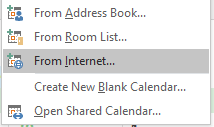 From Address Book...
From Room List...
From Internet...
Create New Blank Calendar...
Open Shared Calendar...